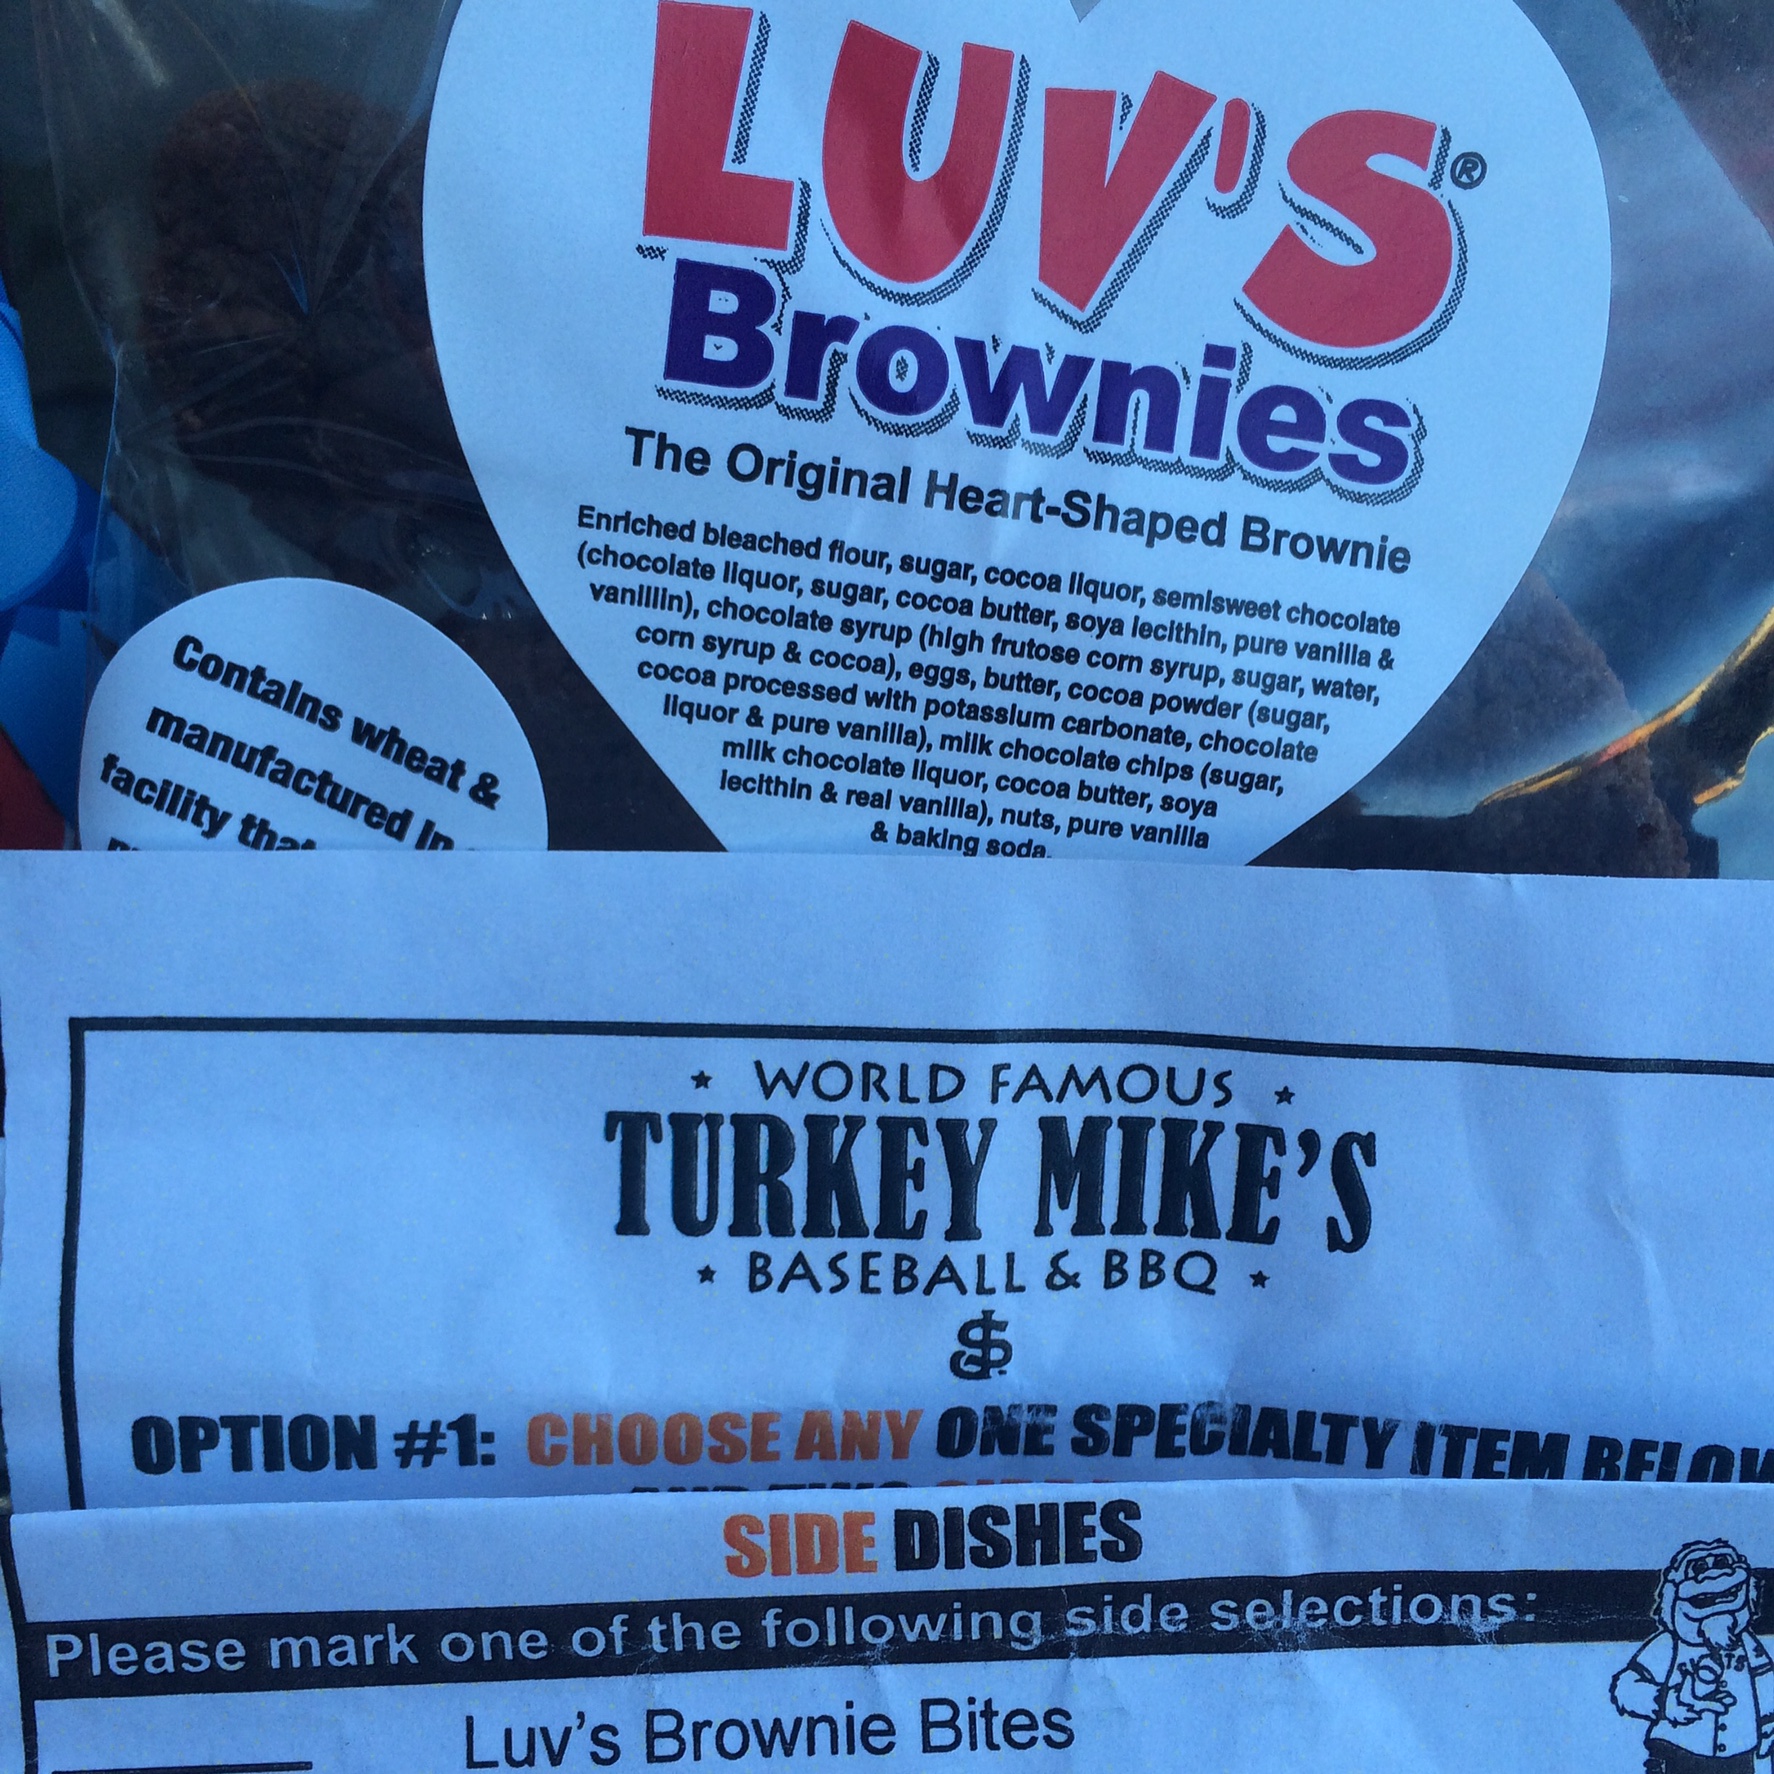 LUV'S®
Brownies
The Original Heart-Shaped Brownie
Enriched bleached flour, sugar, cocoa liquor, semisweet chocolate
(chocolate liquor, sugar, cocoa butter, soya lecithin, pure vanilla &
vanillin), chocolate syrup (high frutose corn syrup, sugar, water,
corn syrup & cocoa), eggs, butter, cocoa powder (sugar,
cocoa processed with potassium carbonate, chocolate
liquor & pure vanilla), milk chocolate chips (sugar,
milk chocolate liquor, cocoa butter, soya
lecithin & real vanilla), nuts, pure vanilla
& baking soda.
Contains wheat &
manufactured in
facility that
WORLD FAMOUS
TURKEY MIKE'S
BASEBALL & BBQ
OPTION #1: CHOOSE ANY ONE SPECIALTY ITEM BELOW
SIDE DISHES
Please mark one of the following side selections:
Luv's Brownie Bites